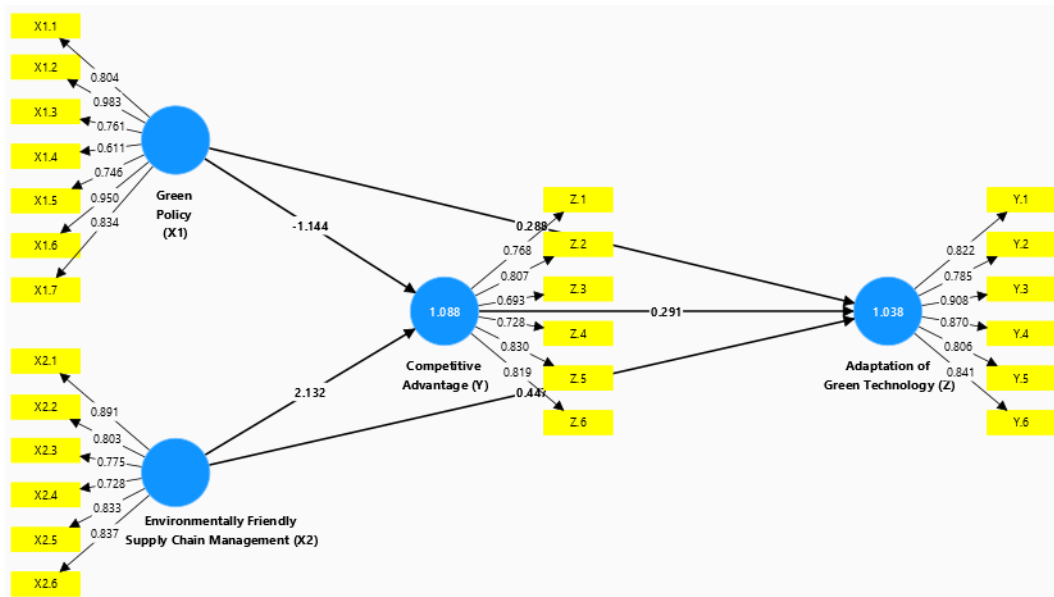 X1.1
X1.2
X1.3
X1.4
X1.5
X1.6
X1.7
0.804
0.983
0.761
0.611
0.746
0.950
0.834
Green
Policy
(X1)
-1.144
0.288
X2.1
X2.2
X2.3
X2.4
X2.5
X2.6
0.891
0.803
0.775
0.728
0.833
0.837
Environmentally Friendly
Supply Chain Management (X2)
2.132
0.447
1.088
Competitive
Advantage (Y)
0.768
0.807
0.693
0.728
0.830
0.819
Z.1
Z.2
Z.3
Z.4
Z.5
Z.6
0.291
1.038
Adaptation of
Green Technology (Z)
0.822
0.785
0.908
0.870
0.806
0.841
Y.1
Y.2
Y.3
Y.4
Y.5
Y.6